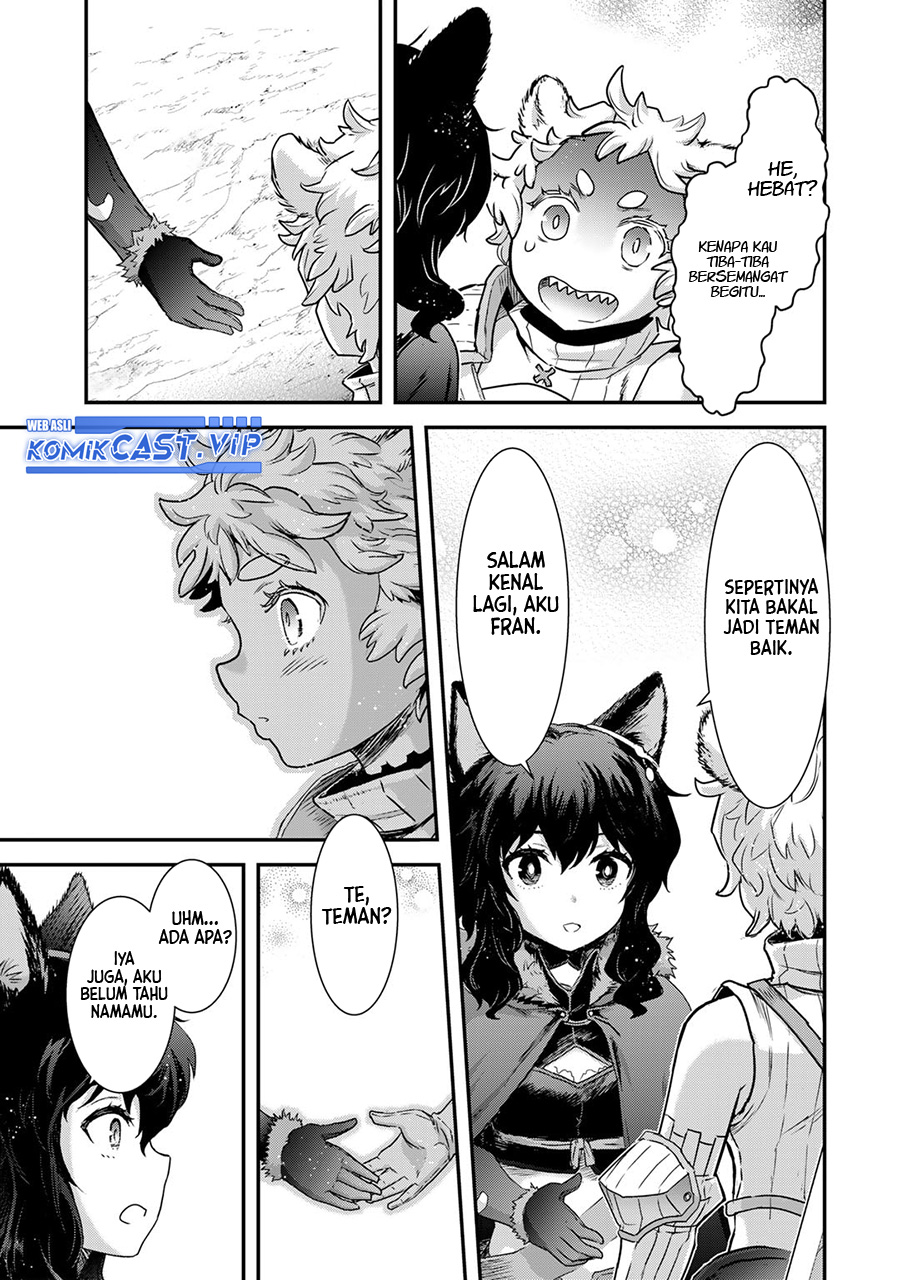 HE,
HEBAT?
KENAPA KAU
TIBA-TIBA
BERSEMANGAT
BEGITU...
WEB ASLI
KOMIKCAST.VIP
SEPERTINYA
KITA BAKAL
JADI TEMAN
BAIK.
SALAM
KENAL
LAGI, AKU
FRAN.
TE,
TEMAN?
UHM...
ADA APA?
IYA
JUGA, AKU
BELUM TAHU
NAMAMU.